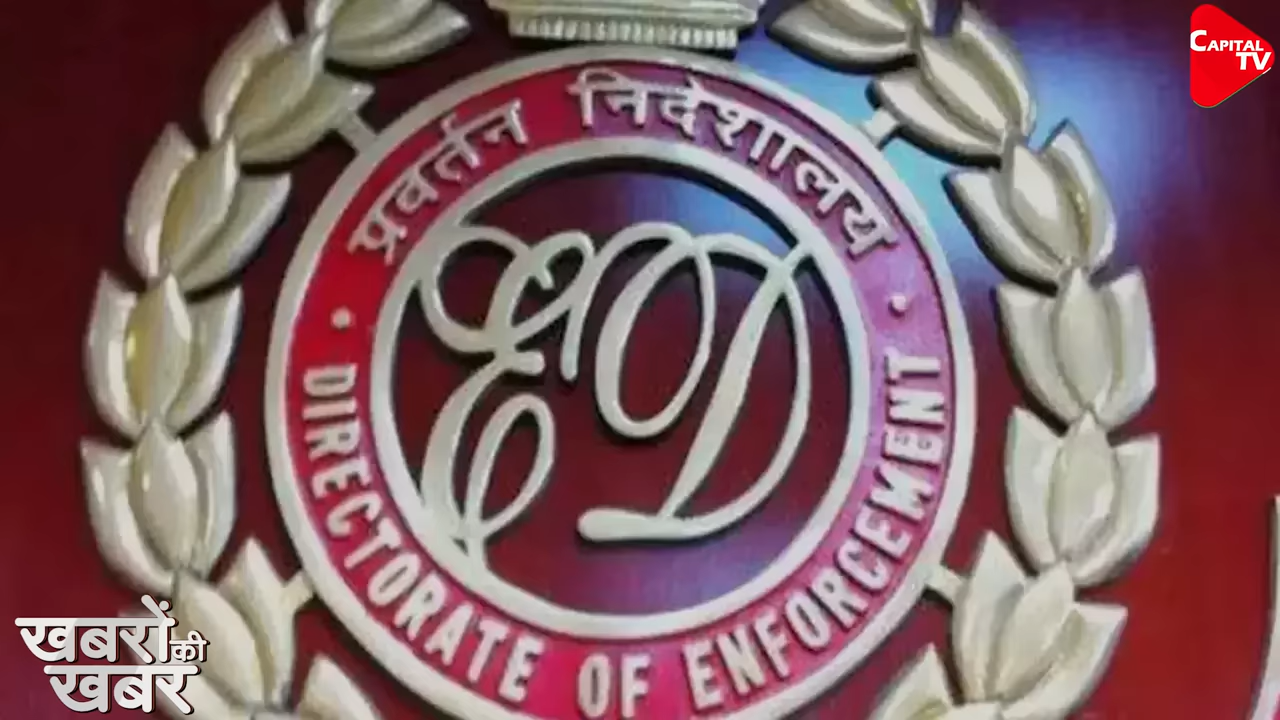 CAPITAL
TV
प्रवर्तन निदेशालय
ED
DIRECTORATE OF ENFORCEMENT
खबरों की
खबर